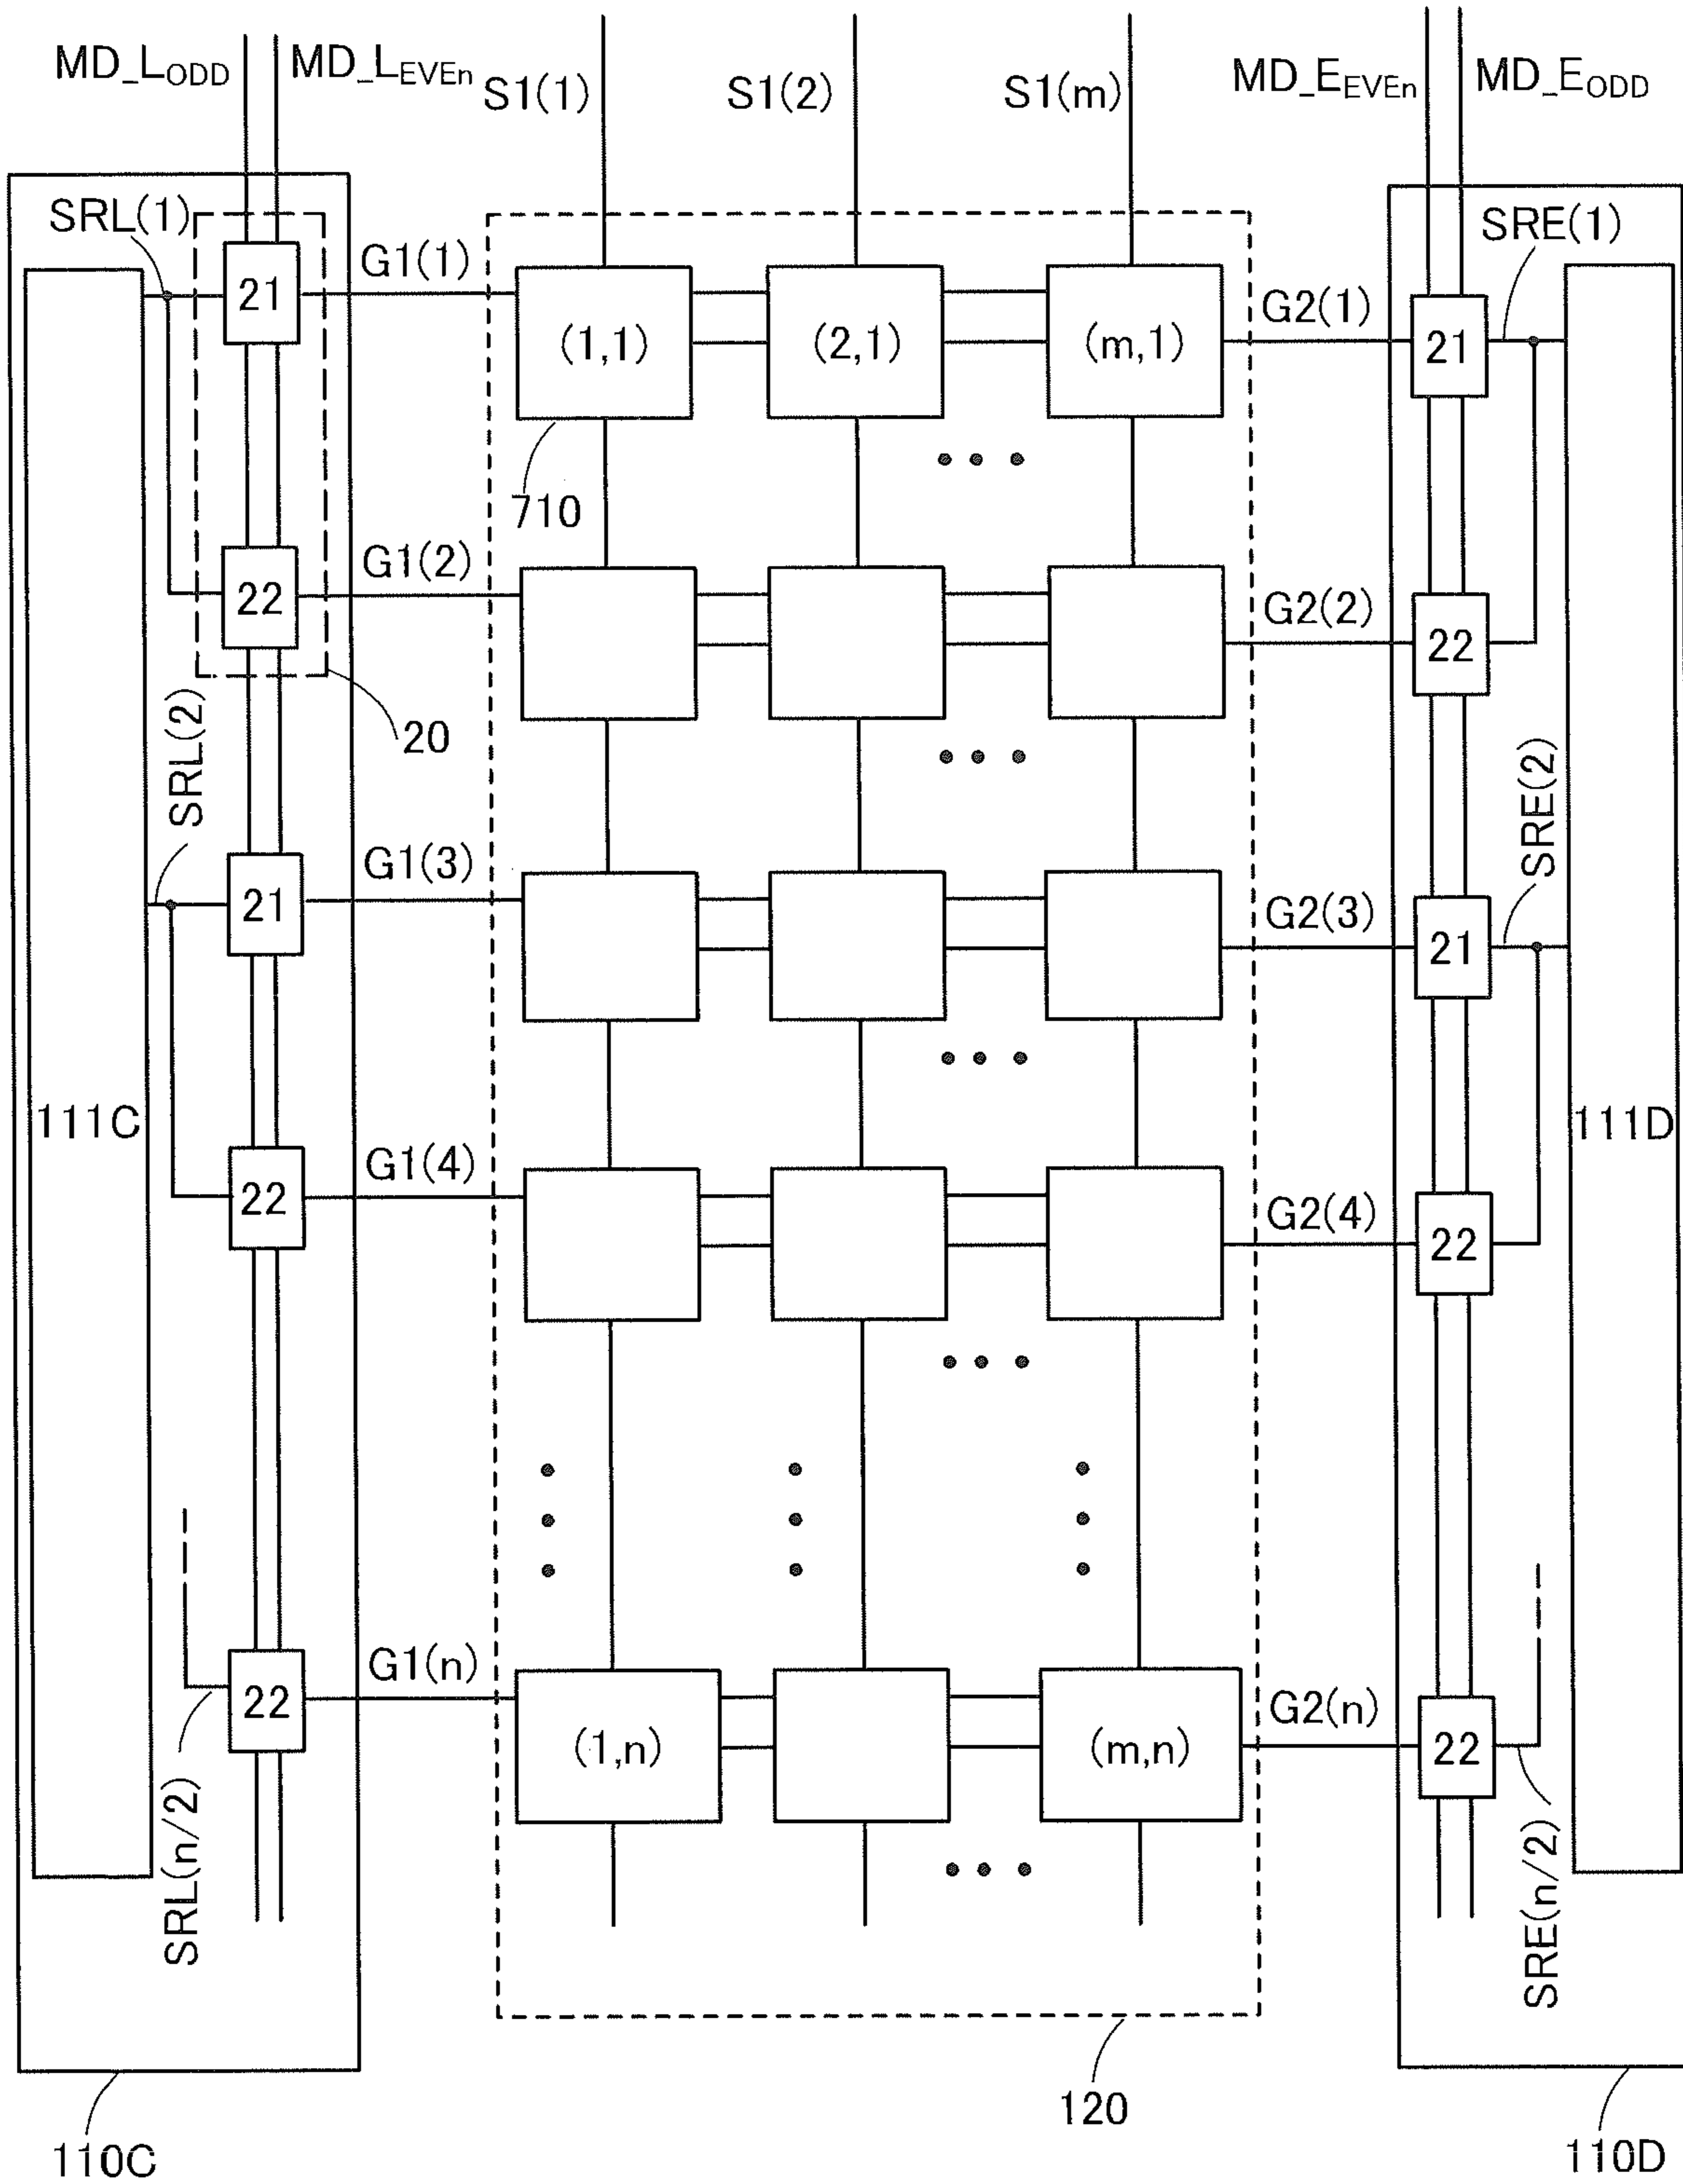 MD_LODD MD_LEVEn S1(1) S1(2) S1(m) MD_EEVEn MD_EODD
SRL(1) SRE(1)
21 G1(1) G2(1)
(1,1) (2,1) (m,1) 21
710
22 G1(2) G2(2) 22
20
SRL(2) SRE(2)
21 G1(3) G2(3) 21
111C 111D
22 G1(4) G2(4) 22
22 G1(n) G2(n) 22
(1,n) (m,n)
SRL(n/2) SRE(n/2)
120
110C 110D